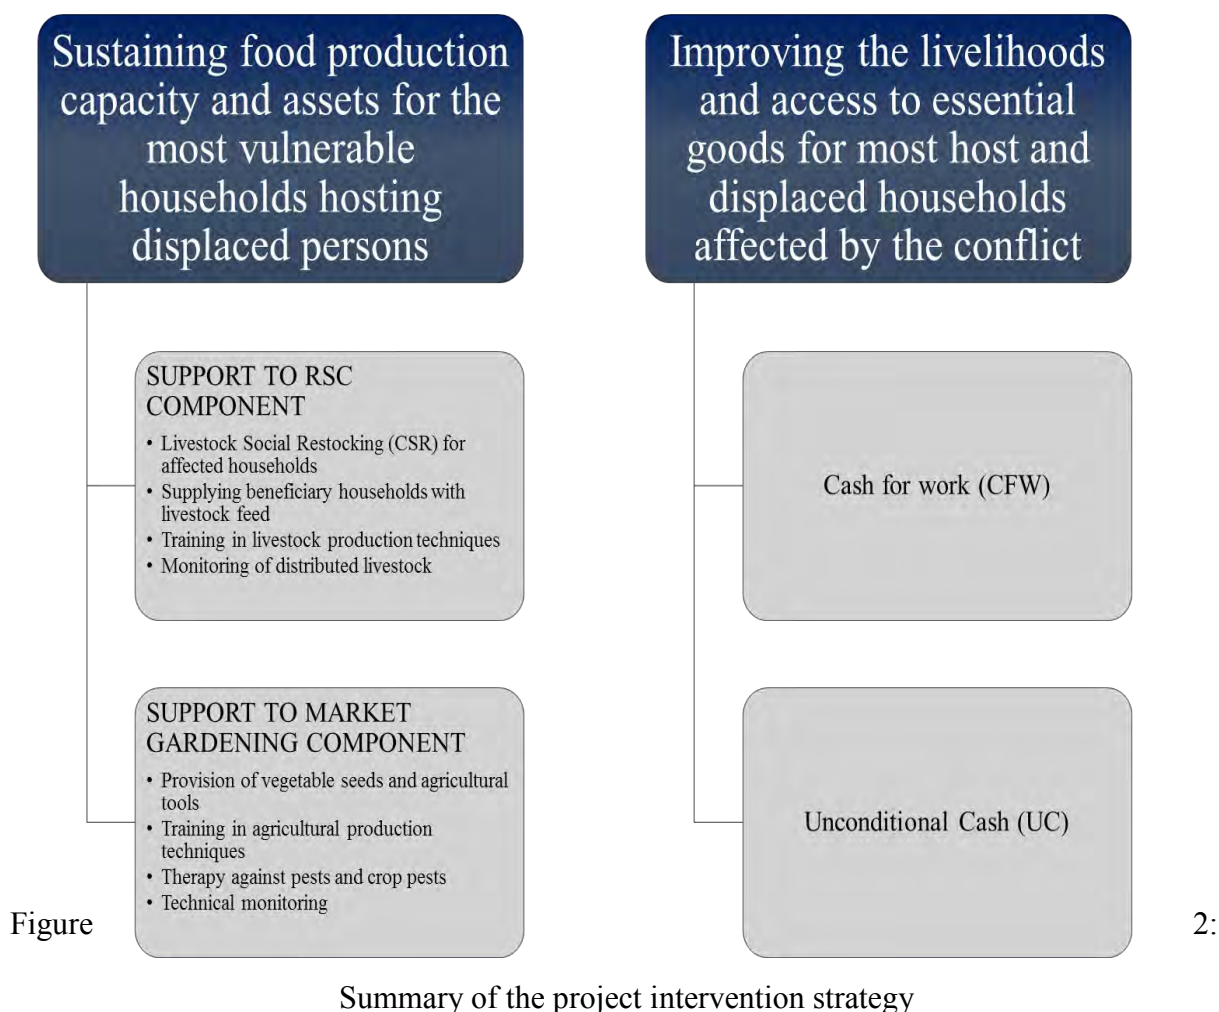 Sustaining food production
capacity and assets for the
most vulnerable
households hosting
displaced persons
SUPPORT TO RSC
COMPONENT
• Livestock Social Restocking (CSR) for
affected households
• Supplying beneficiary households with
livestock feed
• Training in livestock production techniques
• Monitoring of distributed livestock
SUPPORT TO MARKET
GARDENING COMPONENT
• Provision of vegetable seeds and agricultural
tools
• Training in agricultural production
techniques
• Therapy against pests and crop pests
• Technical monitoring
Improving the livelihoods
and access to essential
goods for most host and
displaced households
affected by the conflict
Cash for work (CFW)
Unconditional Cash (UC)
Figure 2:
Summary of the project intervention strategy